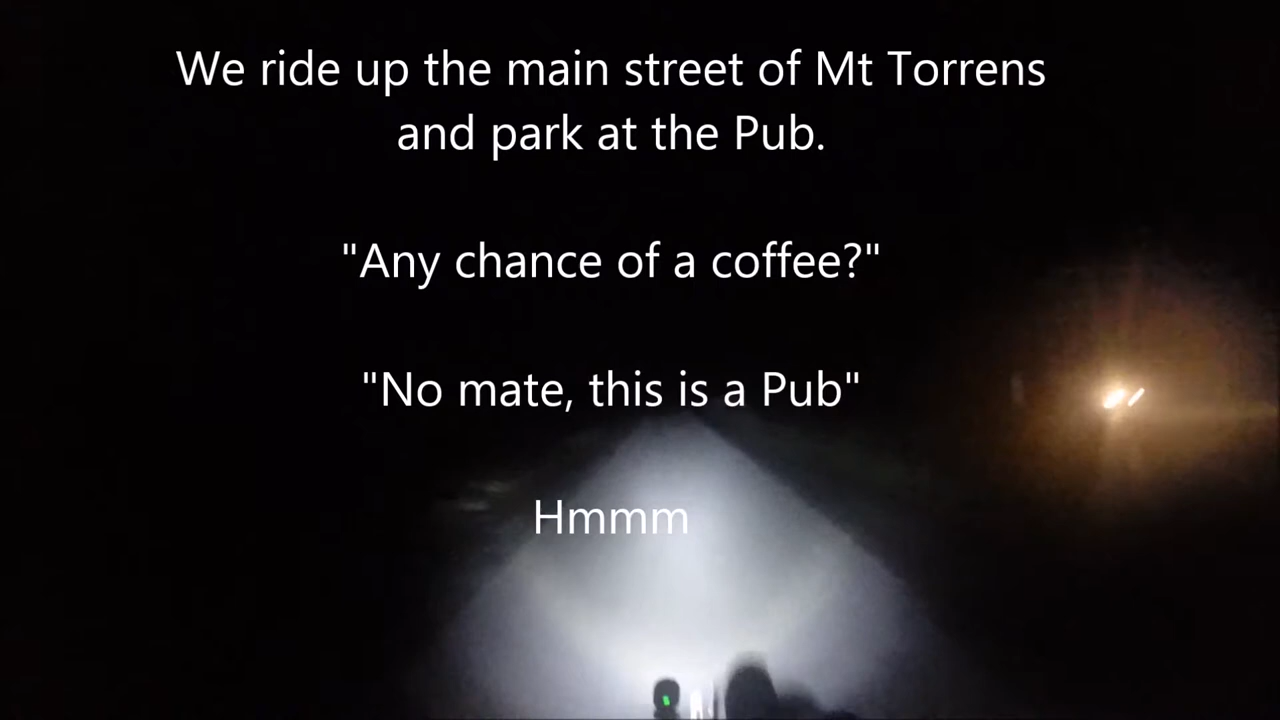 We ride up the main street of Mt Torrens
and park at the Pub.
"Any chance of a coffee?"
"No mate, this is a Pub"
Hmmm